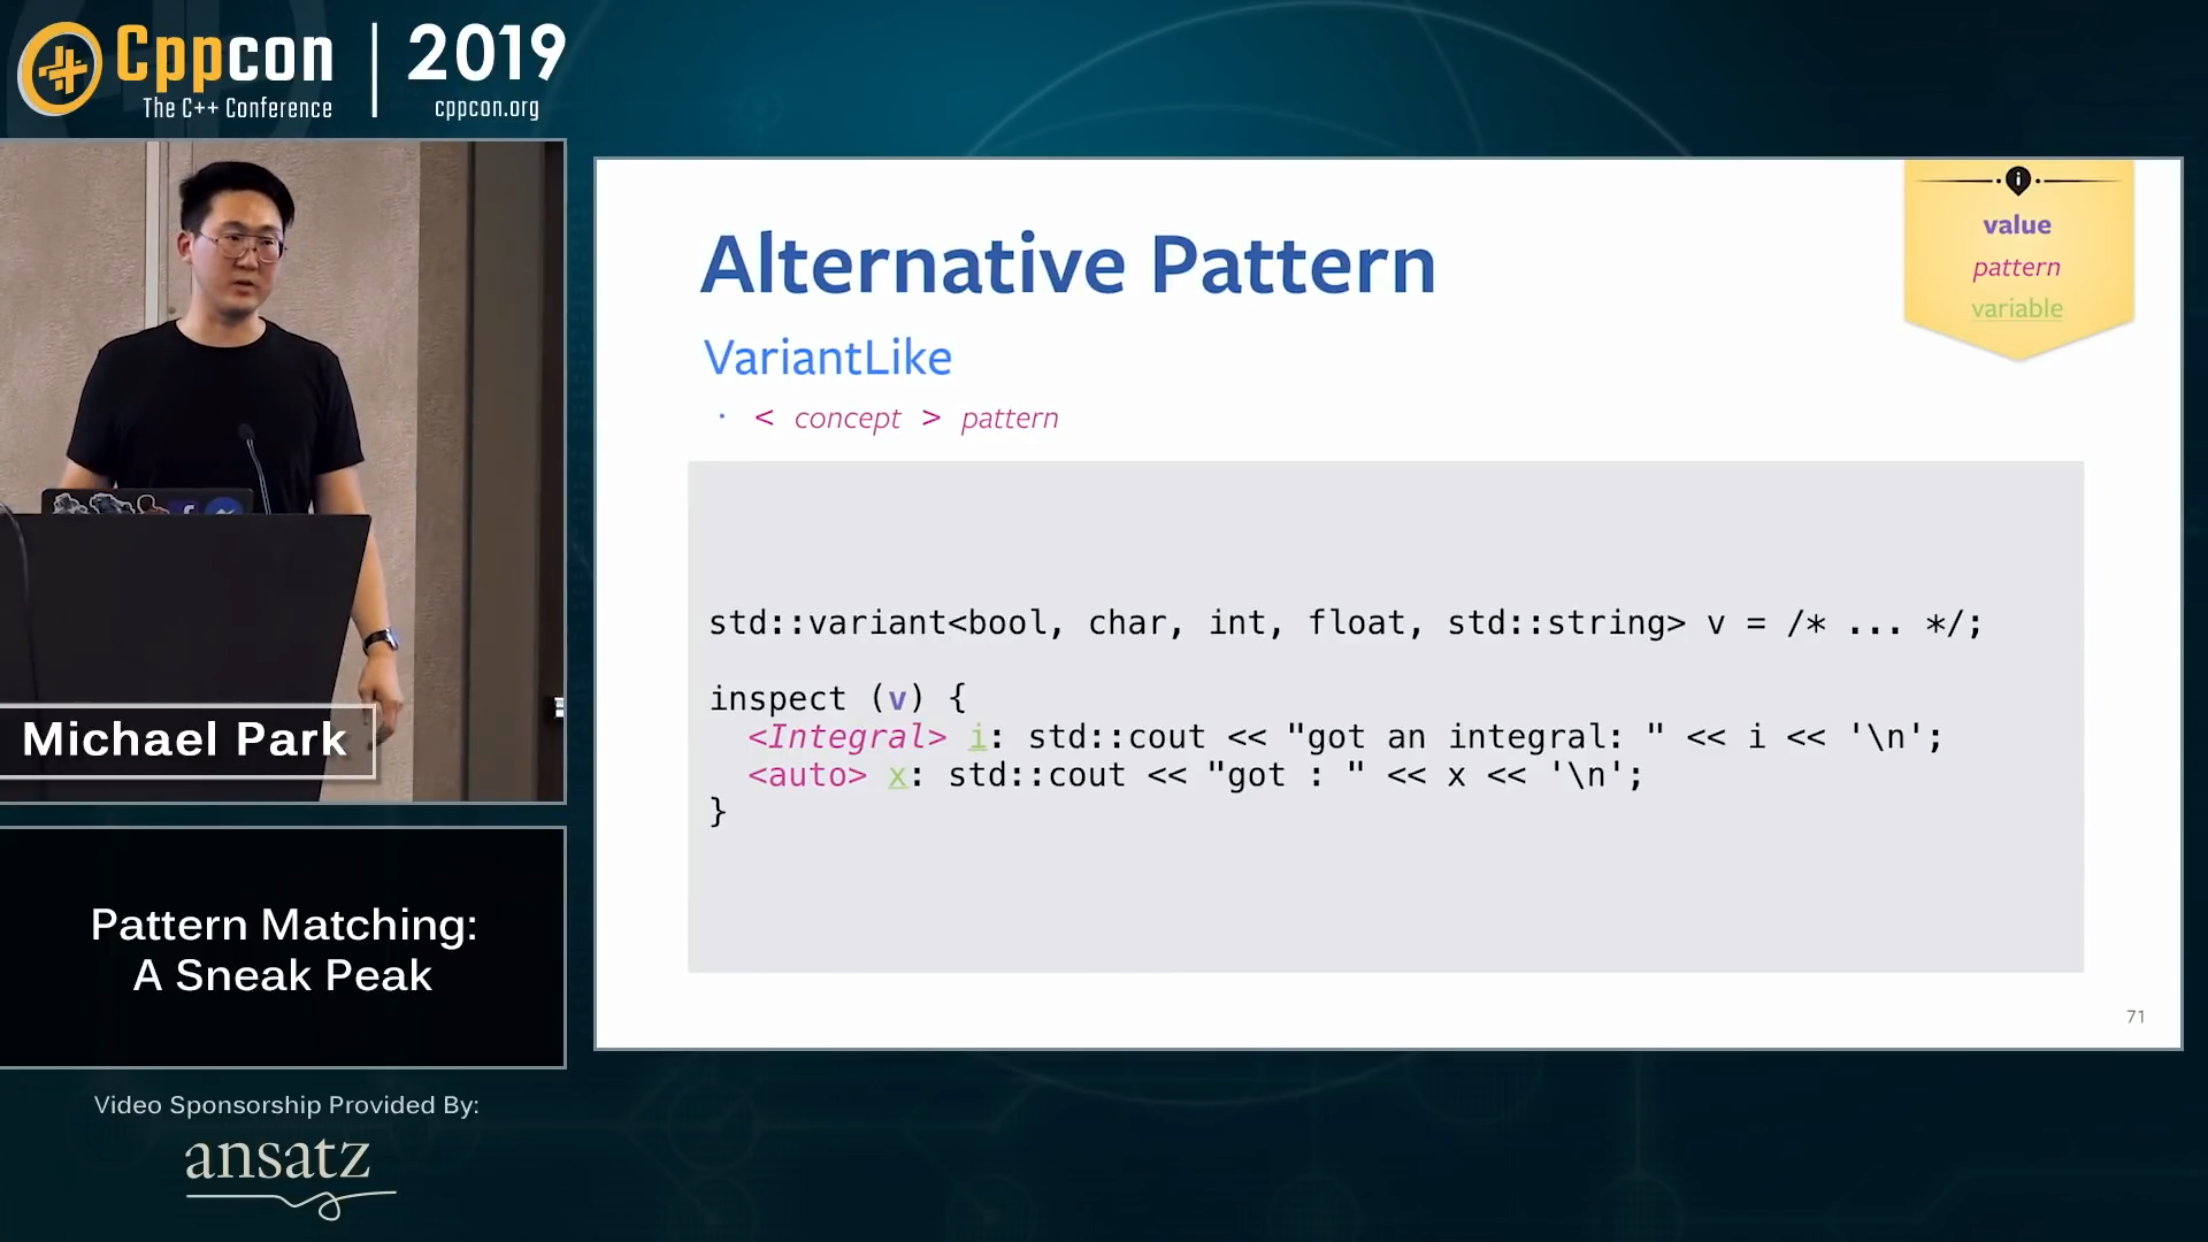 Cppcon
The C++ Conference
2019
cppcon.org
Michael Park
Pattern Matching:
A Sneak Peak
Video Sponsorship Provided By:
ansatz
Alternative Pattern
VariantLike
· < concept > pattern
std::variant<bool, char, int, float, std::string> v = /* ... */;
inspect (v) {
<Integral> i: std::cout << "got an integral: " << i << '\n';
<auto> x: std::cout << "got : " << x << '\n';
}
i
value
pattern
variable
71